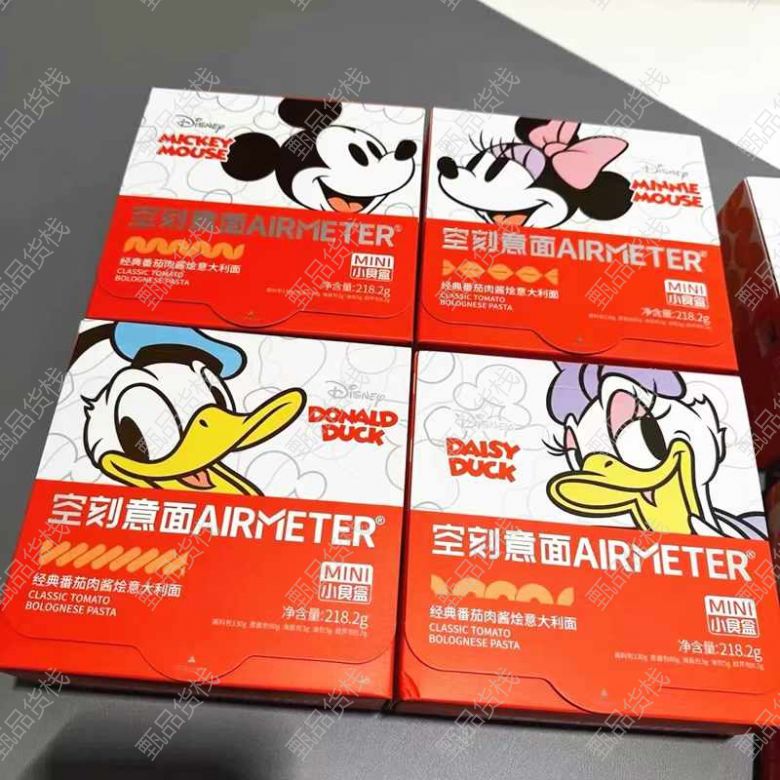 Disney
MICKEY
MOUSE
空刻意面AIRMETER®
经典番茄肉酱烩意大利面
CLASSIC TOMATO
BOLOGNESE PASTA
MINI
小食盒
净含量:218.2g
Disney
MINNIE
MOUSE
空刻意面AIRMETER®
经典番茄肉酱烩意大利面
CLASSIC TOMATO
BOLOGNESE PASTA
MINI
小食盒
净含量:218.2g
Disney
DONALD
DUCK
空刻意面AIRMETER®
经典番茄肉酱烩意大利面
CLASSIC TOMATO
BOLOGNESE PASTA
MINI
小食盒
净含量:218.2g
Disney
DAISY
DUCK
空刻意面AIRMETER®
经典番茄肉酱烩意大利面
CLASSIC TOMATO
BOLOGNESE PASTA
MINI
小食盒
净含量:218.2g
甄品货栈